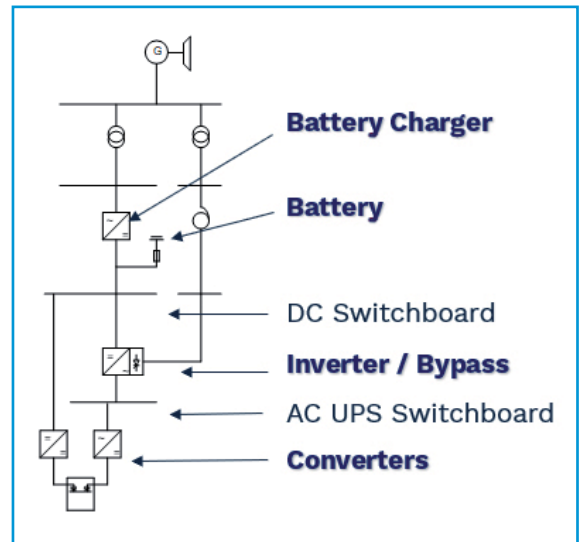 G
Battery Charger
~
=
Battery
DC Switchboard
=
~
Inverter / Bypass
AC UPS Switchboard
=
=
~
=
Converters